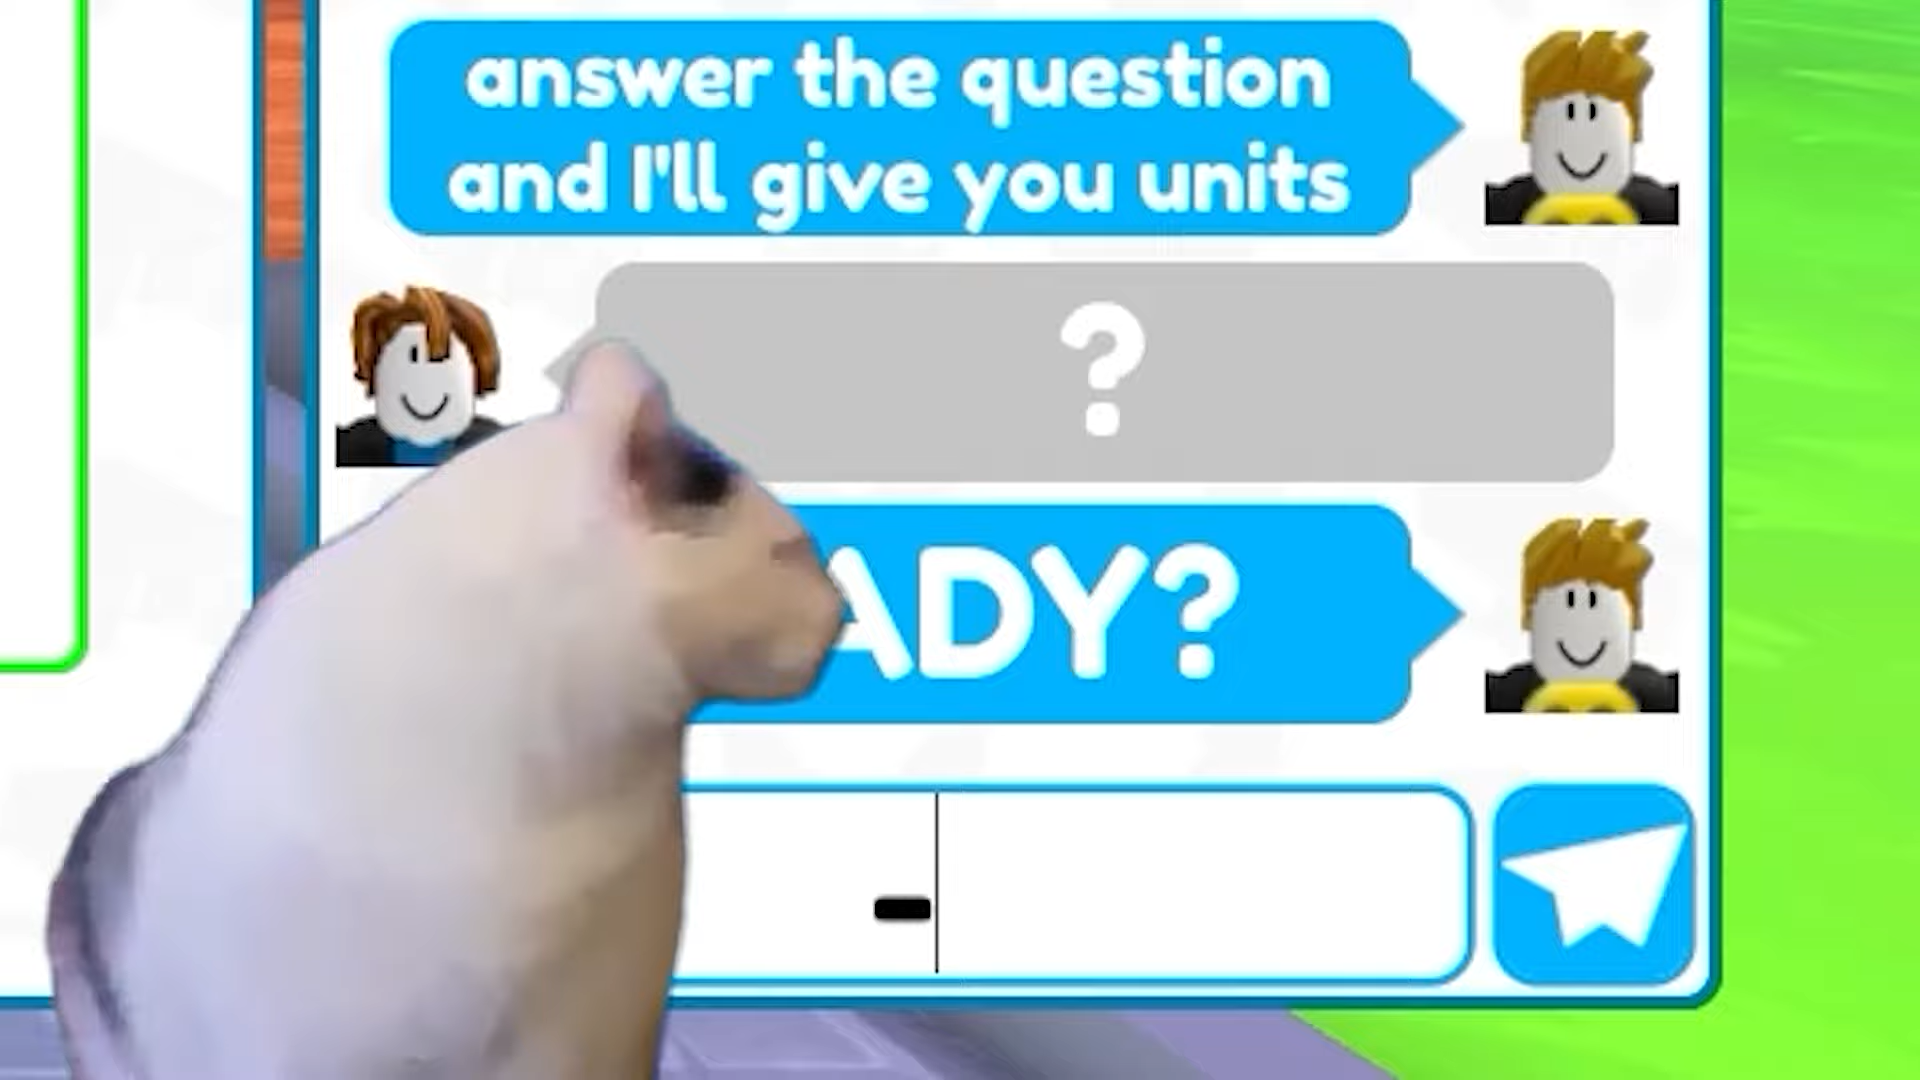 answer the question
and I'll give you units
?
ADY?
-